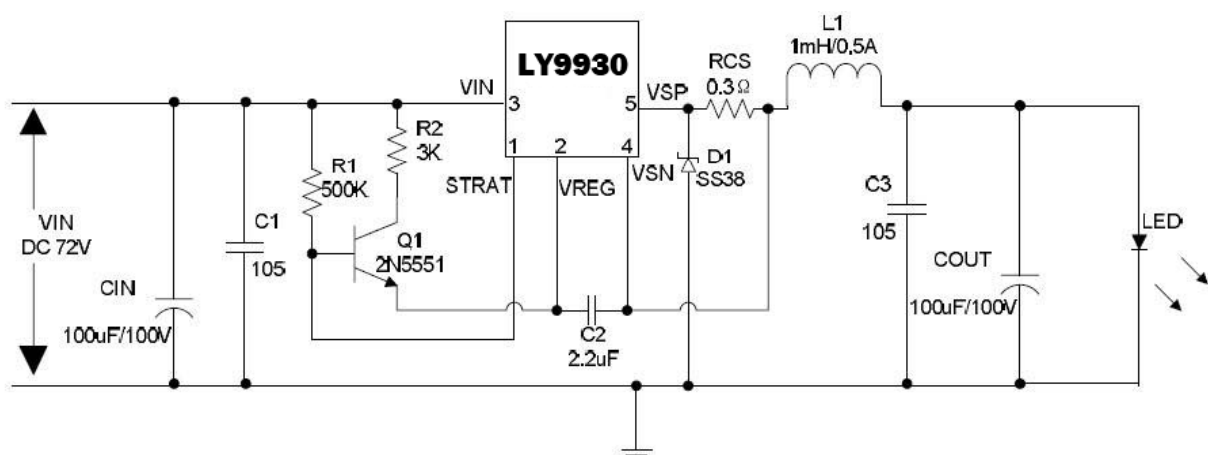 L1
1mH/0.5A
LY9930
RCS
0.3Ω
VIN
3
5
VSP
1
2
4
R2
3K
R1
500K
STRAT
VREG
VSN
D1
SS38
C1
105
Q1
2N5551
C3
105
LED
VIN
DC 72V
CIN
100uF/100V
C2
2.2uF
COUT
100uF/100V